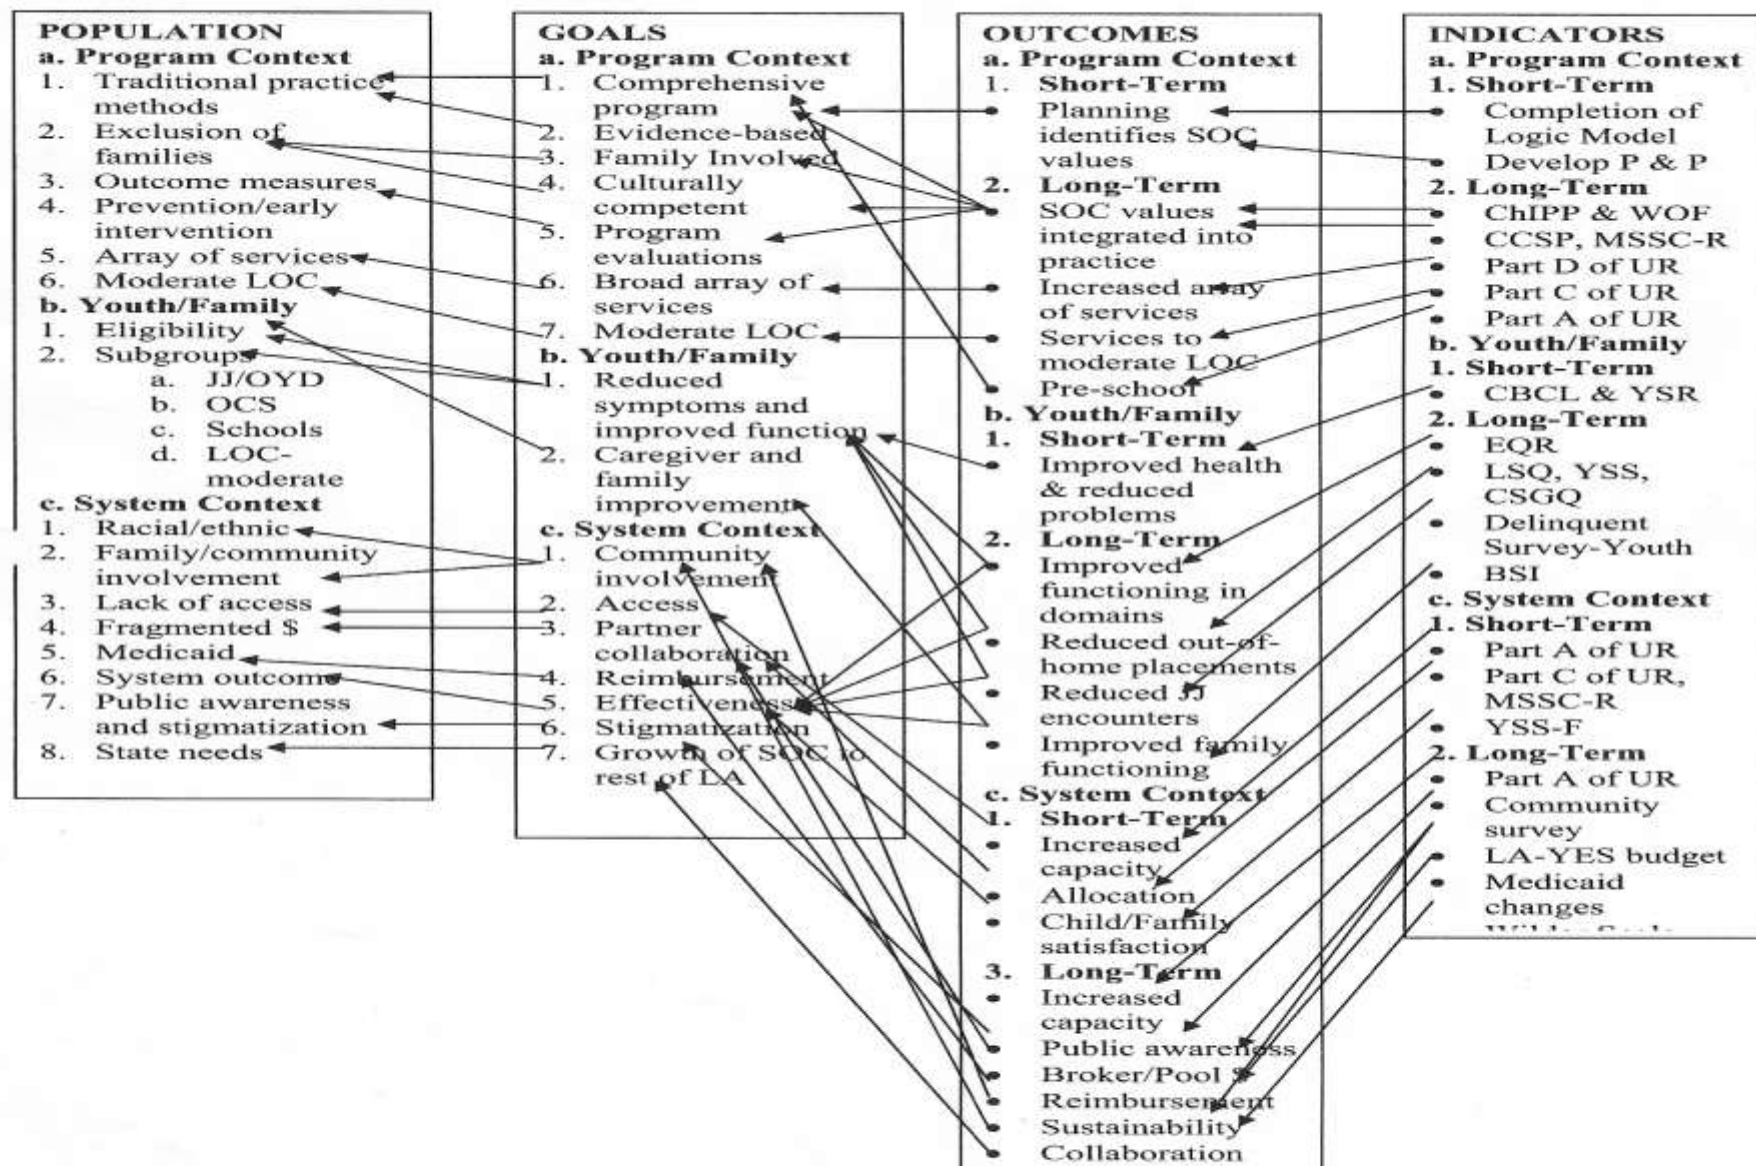 POPULATION
a. Program Context
1. Traditional practice
methods
2. Exclusion of
families
3. Outcome measures
4. Prevention/early
intervention
5. Array of services
6. Moderate LOC
b. Youth/Family
1. Eligibility
2. Subgroups
a. JJ/OYD
b. OCS
c. Schools
d. LOC-
moderate
c. System Context
1. Racial/ethnic
2. Family/community
involvement
3. Lack of access
4. Fragmented $
5. Medicaid
6. System outcome
7. Public awareness
and stigmatization
8. State needs
GOALS
a. Program Context
1. Comprehensive
program
2. Evidence-based
3. Family Involved
4. Culturally
competent
5. Program
evaluations
6. Broad array of
services
7. Moderate LOC
b. Youth/Family
1. Reduced
symptoms and
improved function
2. Caregiver and
family
improvement
c. System Context
1. Community
involvement
2. Access
3. Partner
collaboration
4. Reimbursement
5. Effectiveness
6. Stigmatization
7. Growth of SOC to
rest of LA
OUTCOMES
a. Program Context
1. Short-Term
• Planning
identifies SOC
values
2. Long-Term
• SOC values
integrated into
practice
• Increased array
of services
• Services to
moderate LOC
• Pre-school
b. Youth/Family
1. Short-Term
• Improved health
& reduced
problems
2. Long-Term
• Improved
functioning in
domains
• Reduced out-of-
home placements
• Reduced JJ
encounters
• Improved family
functioning
c. System Context
1. Short-Term
• Increased
capacity
• Allocation
• Child/Family
satisfaction
3. Long-Term
• Increased
capacity
• Public awareness
• Broker/Pool $
• Reimbursement
• Sustainability
• Collaboration
INDICATORS
a. Program Context
1. Short-Term
• Completion of
Logic Model
• Develop P & P
2. Long-Term
• ChIPP & WOF
• CCSP, MSSC-R
• Part D of UR
• Part C of UR
• Part A of UR
b. Youth/Family
1. Short-Term
• CBCL & YSR
2. Long-Term
• EQR
• LSQ, YSS,
CSGQ
• Delinquent
Survey-Youth
• BSI
c. System Context
1. Short-Term
• Part A of UR
• Part C of UR,
MSSC-R
• YSS-F
2. Long-Term
• Part A of UR
• Community
survey
• LA-YES budget
• Medicaid
changes